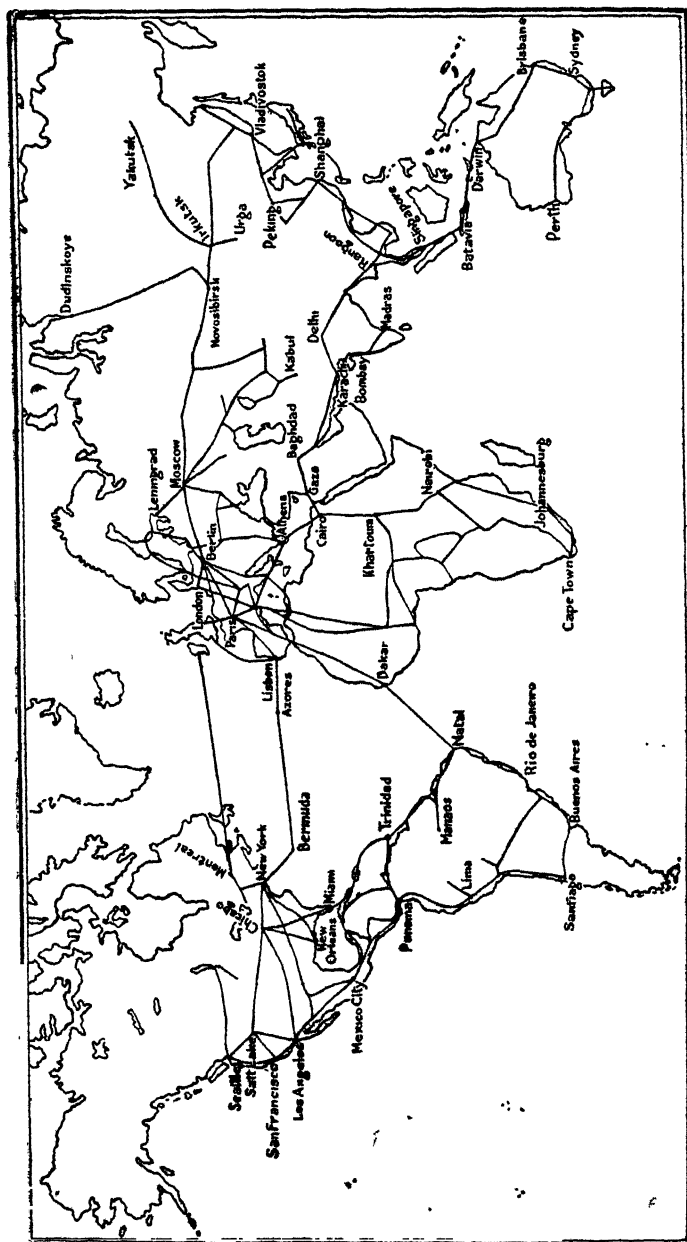 Seattle
Salt Lake
San Francisco
Los Angeles
Mexico City
Chicago
New
Orleans
Miami
Montreal
New York
Bermuda
Panama
Lima
Santiago
Trinidad
Manaos
Natal
Rio de Janeiro
Buenos Aires
Azores
Lisbon
London
Paris
Berlin
Leningrad
Moscow
Athens
Cairo
Gaza
Baghdad
Dakar
Khartoum
Nairobi
Johannesburg
Cape Town
Kabul
Karachi
Bombay
Delhi
Madras
Dudinskoye
Novosibirsk
Irkutsk
Urga
Yakutsk
Peking
Vladivostok
Shanghai
Rangoon
Singapore
Batavia
Darwin
Perth
Brisbane
Sydney